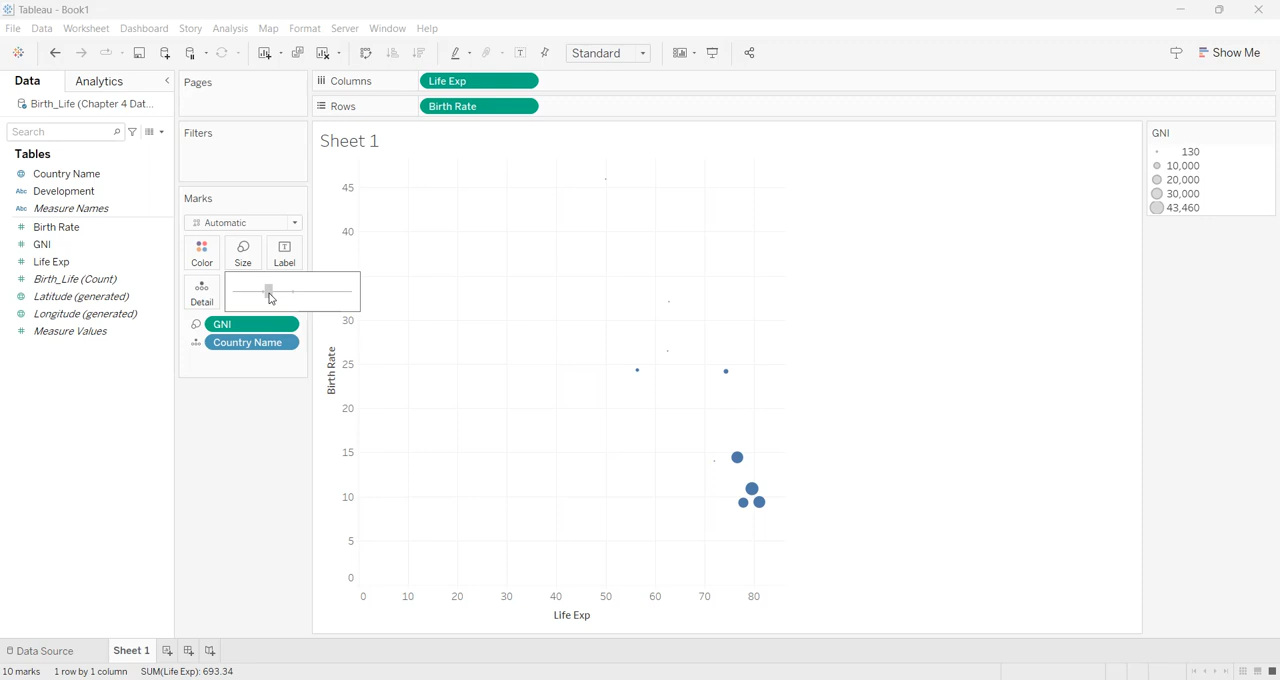 Tableau - Book1
File Data Worksheet Dashboard Story Analysis Map Format Server Window Help
Standard
Show Me
Data Analytics
Birth_Life (Chapter 4 Dat...
Search
Tables
Country Name
Abc Development
Abc Measure Names
# Birth Rate
# GNI
# Life Exp
# Birth_Life (Count)
Latitude (generated)
Longitude (generated)
# Measure Values
Pages
Filters
Marks
Automatic
Color Size Label
Detail
GNI
Country Name
Columns Life Exp
Rows Birth Rate
Sheet 1
45
40
30
25
20
15
10
5
0
Birth Rate
0 10 20 30 40 50 60 70 80
Life Exp
GNI
130
10,000
20,000
30,000
43,460
Data Source Sheet 1
10 marks 1 row by 1 column SUM(Life Exp): 693.34